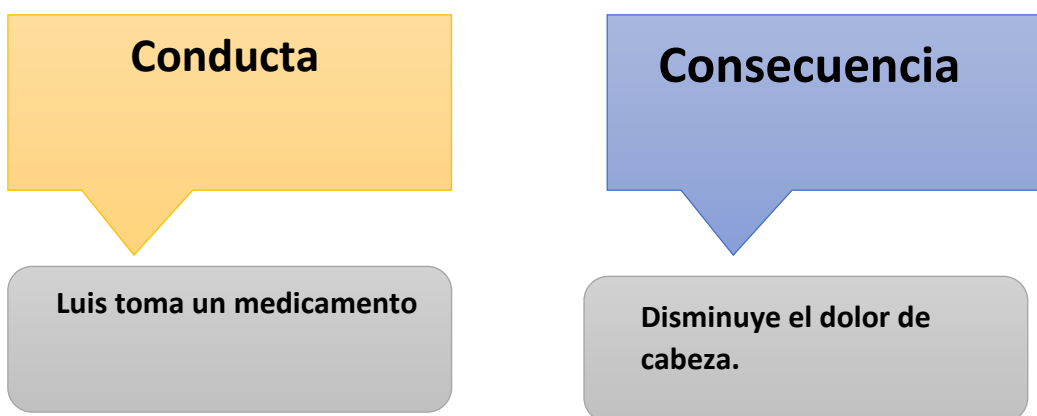 Conducta
Consecuencia
Luis toma un medicamento
Disminuye el dolor de
cabeza.